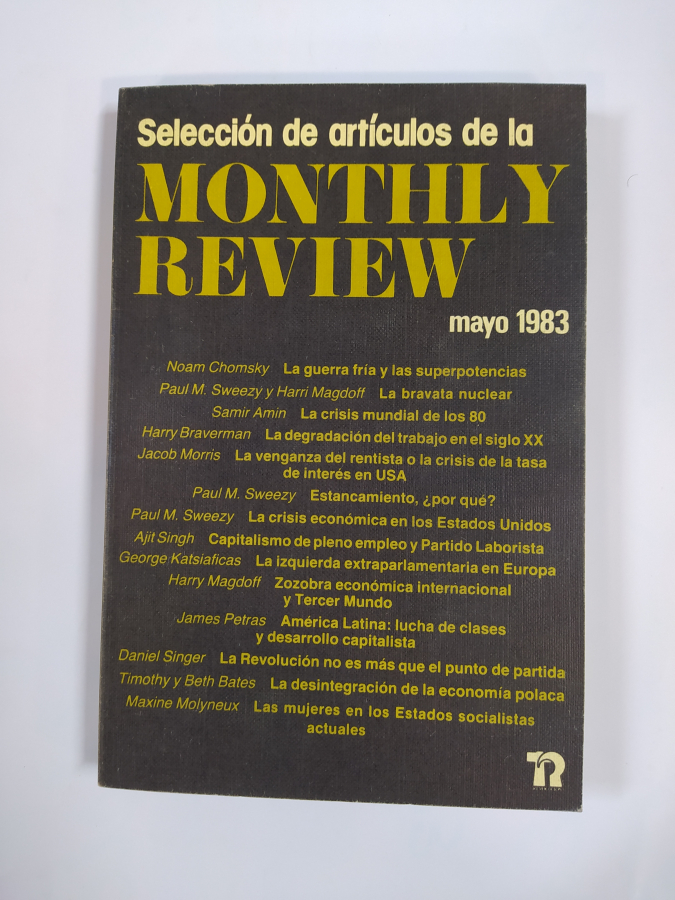 Selección de artículos de la
MONTHLY
REVIEW
mayo 1983
Noam Chomsky La guerra fría y las superpotencias
Paul M. Sweezy y Harri Magdoff La bravata nuclear
Samir Amin La crisis mundial de los 80
Harry Braverman La degradación del trabajo en el siglo XX
Jacob Morris La venganza del rentista o la crisis de la tasa
de interés en USA
Paul M. Sweezy Estancamiento, ¿por qué?
Paul M. Sweezy La crisis económica en los Estados Unidos
Ajit Singh Capitalismo de pleno empleo y Partido Laborista
George Katsiaficas La izquierda extraparlamentaria en Europa
Harry Magdoff Zozobra económica internacional
y Tercer Mundo
James Petras América Latina: lucha de clases
y desarrollo capitalista
Daniel Singer La Revolución no es más que el punto de partida
Timothy y Beth Bates La desintegración de la economía polaca
Maxine Molyneux Las mujeres en los Estados socialistas
actuales